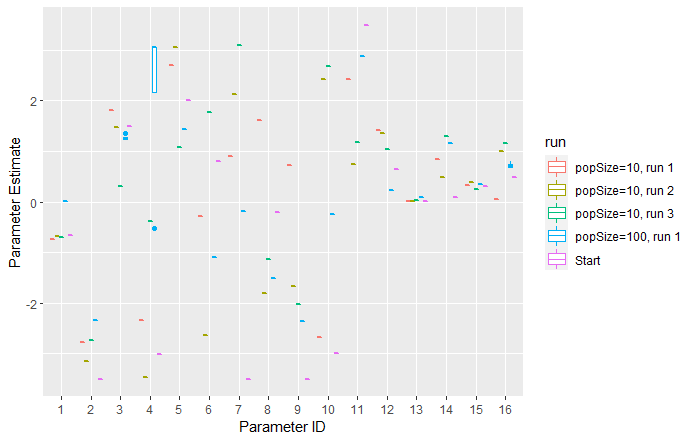 Parameter Estimate
2
0
-2
1 2 3 4 5 6 7 8 9 10 11 12 13 14 15 16
Parameter ID
run
popSize=10, run 1
popSize=10, run 2
popSize=10, run 3
popSize=100, run 1
Start